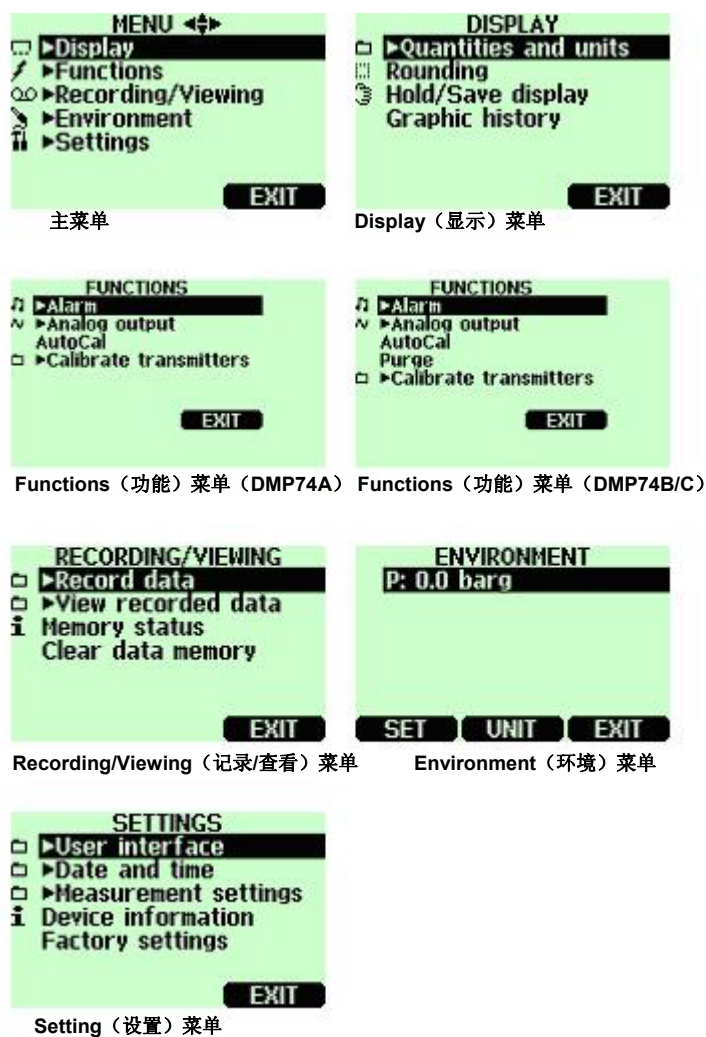 MENU
▶Display
▶Functions
▶Recording/Viewing
▶Environment
▶Settings
EXIT
主菜单
DISPLAY
▶Quantities and units
Rounding
Hold/Save display
Graphic history
EXIT
Display（显示）菜单
FUNCTIONS
▶Alarm
▶Analog output
AutoCal
▶Calibrate transmitters
EXIT
Functions（功能）菜单（DMP74A）
FUNCTIONS
▶Alarm
▶Analog output
AutoCal
Purge
▶Calibrate transmitters
EXIT
Functions（功能）菜单（DMP74B/C）
RECORDING/VIEWING
▶Record data
▶View recorded data
Memory status
Clear data memory
EXIT
Recording/Viewing（记录/查看）菜单
ENVIRONMENT
P: 0.0 barg
SET UNIT EXIT
Environment（环境）菜单
SETTINGS
▶User interface
▶Date and time
▶Measurement settings
Device information
Factory settings
EXIT
Setting（设置）菜单